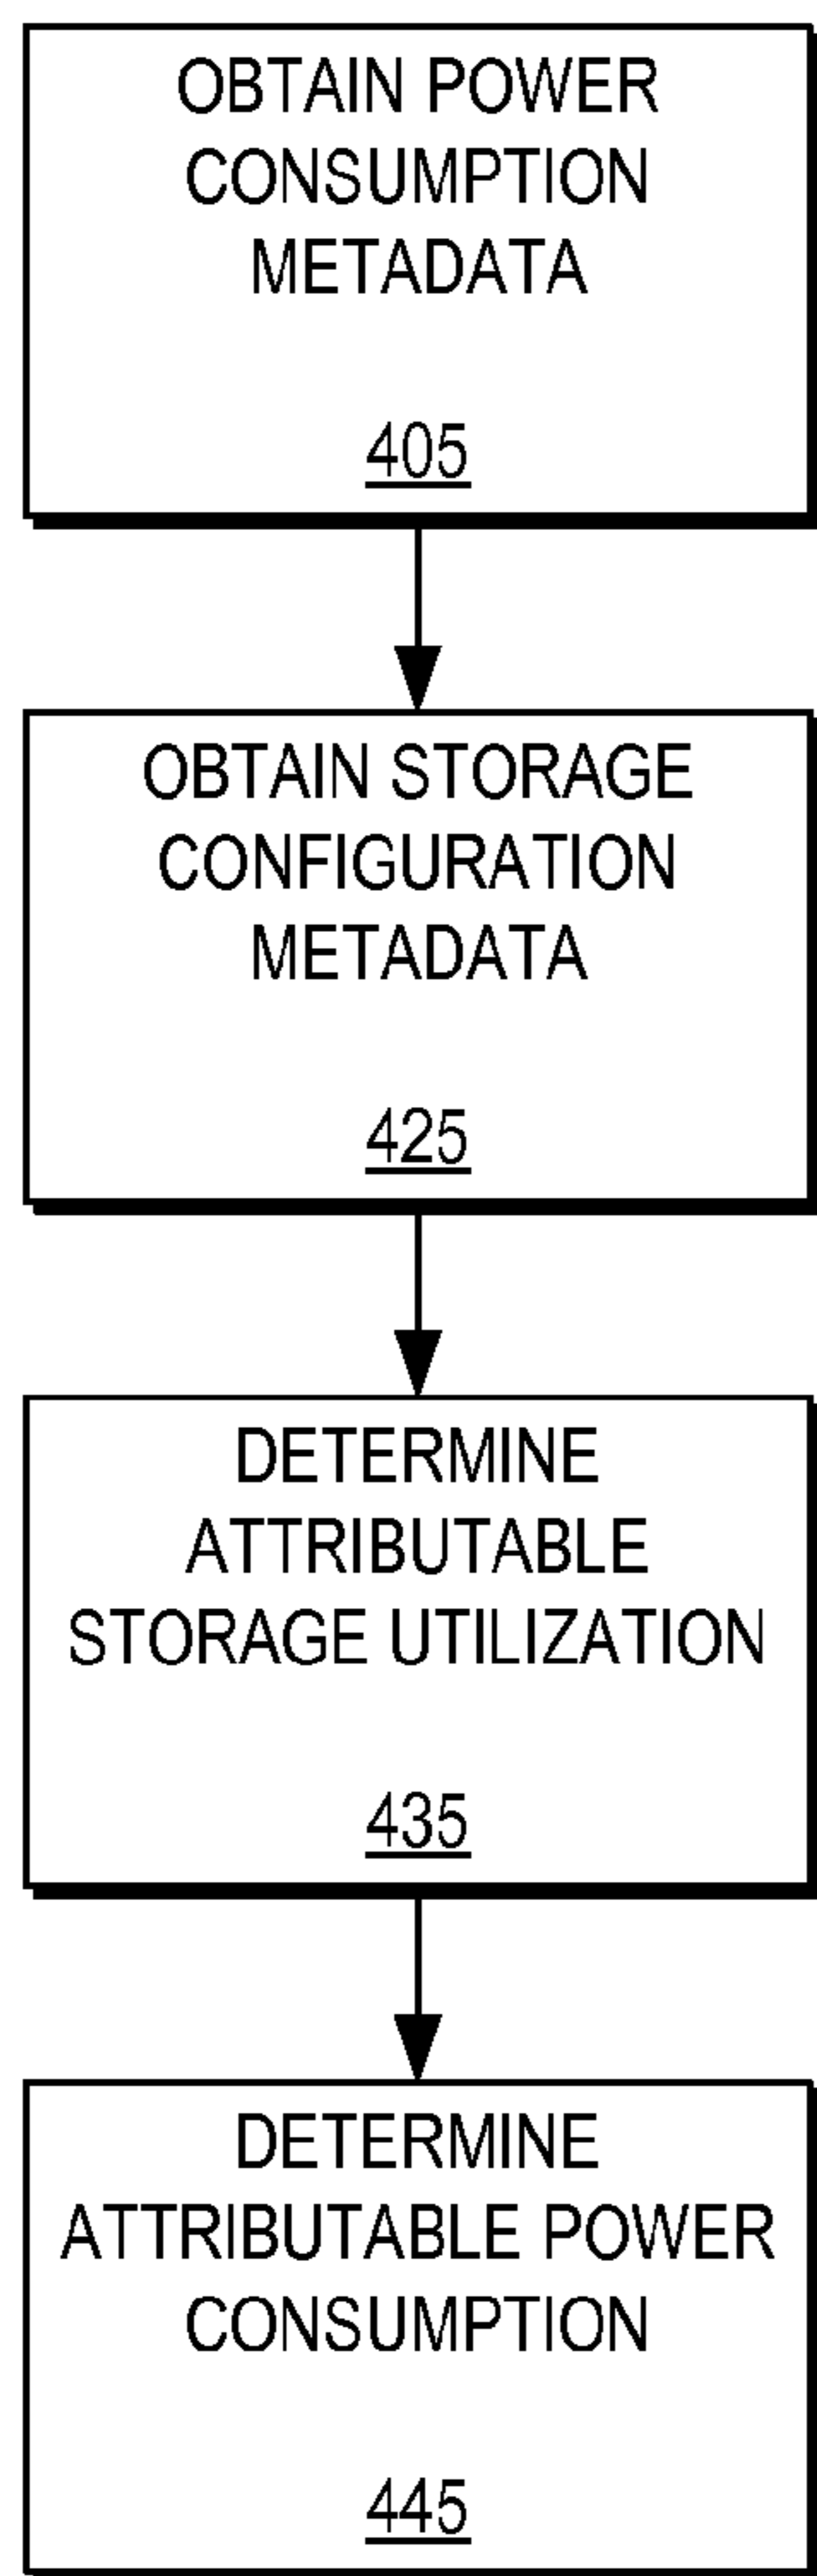 OBTAIN POWER
CONSUMPTION
METADATA
405
OBTAIN STORAGE
CONFIGURATION
METADATA
425
DETERMINE
ATTRIBUTABLE
STORAGE UTILIZATION
435
DETERMINE
ATTRIBUTABLE POWER
CONSUMPTION
445